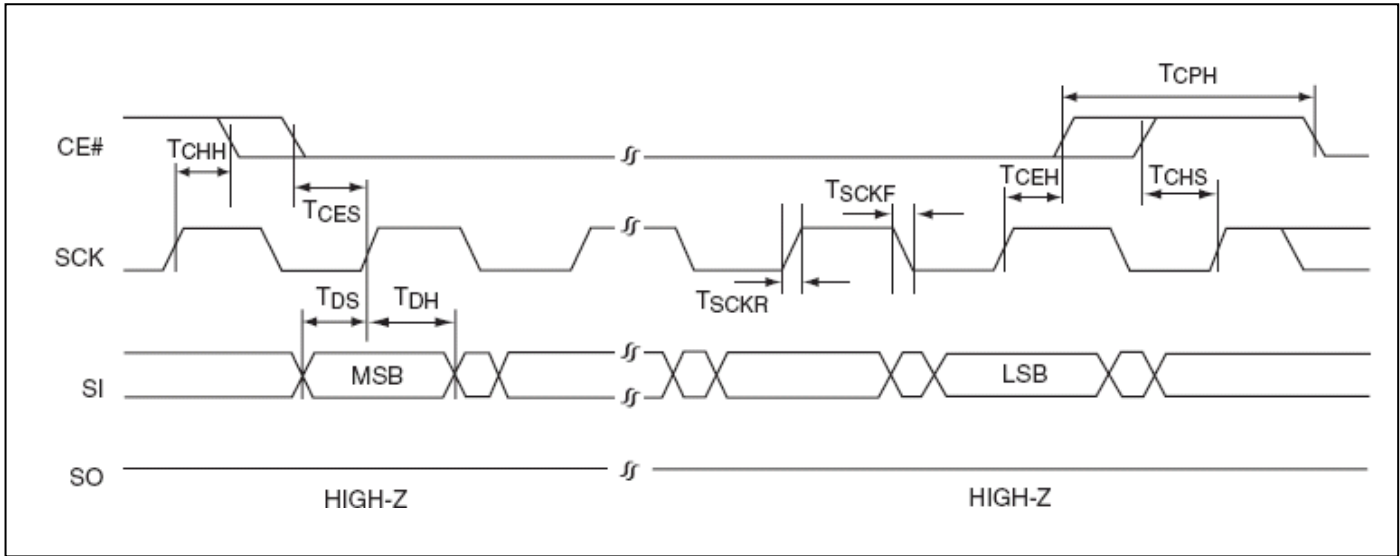 TCPH
CE#
TCHH
TCES
TSCKF
TCEH
TCHS
SCK
TDS
TDH
TSCKR
SI
MSB
LSB
SO
HIGH-Z
HIGH-Z